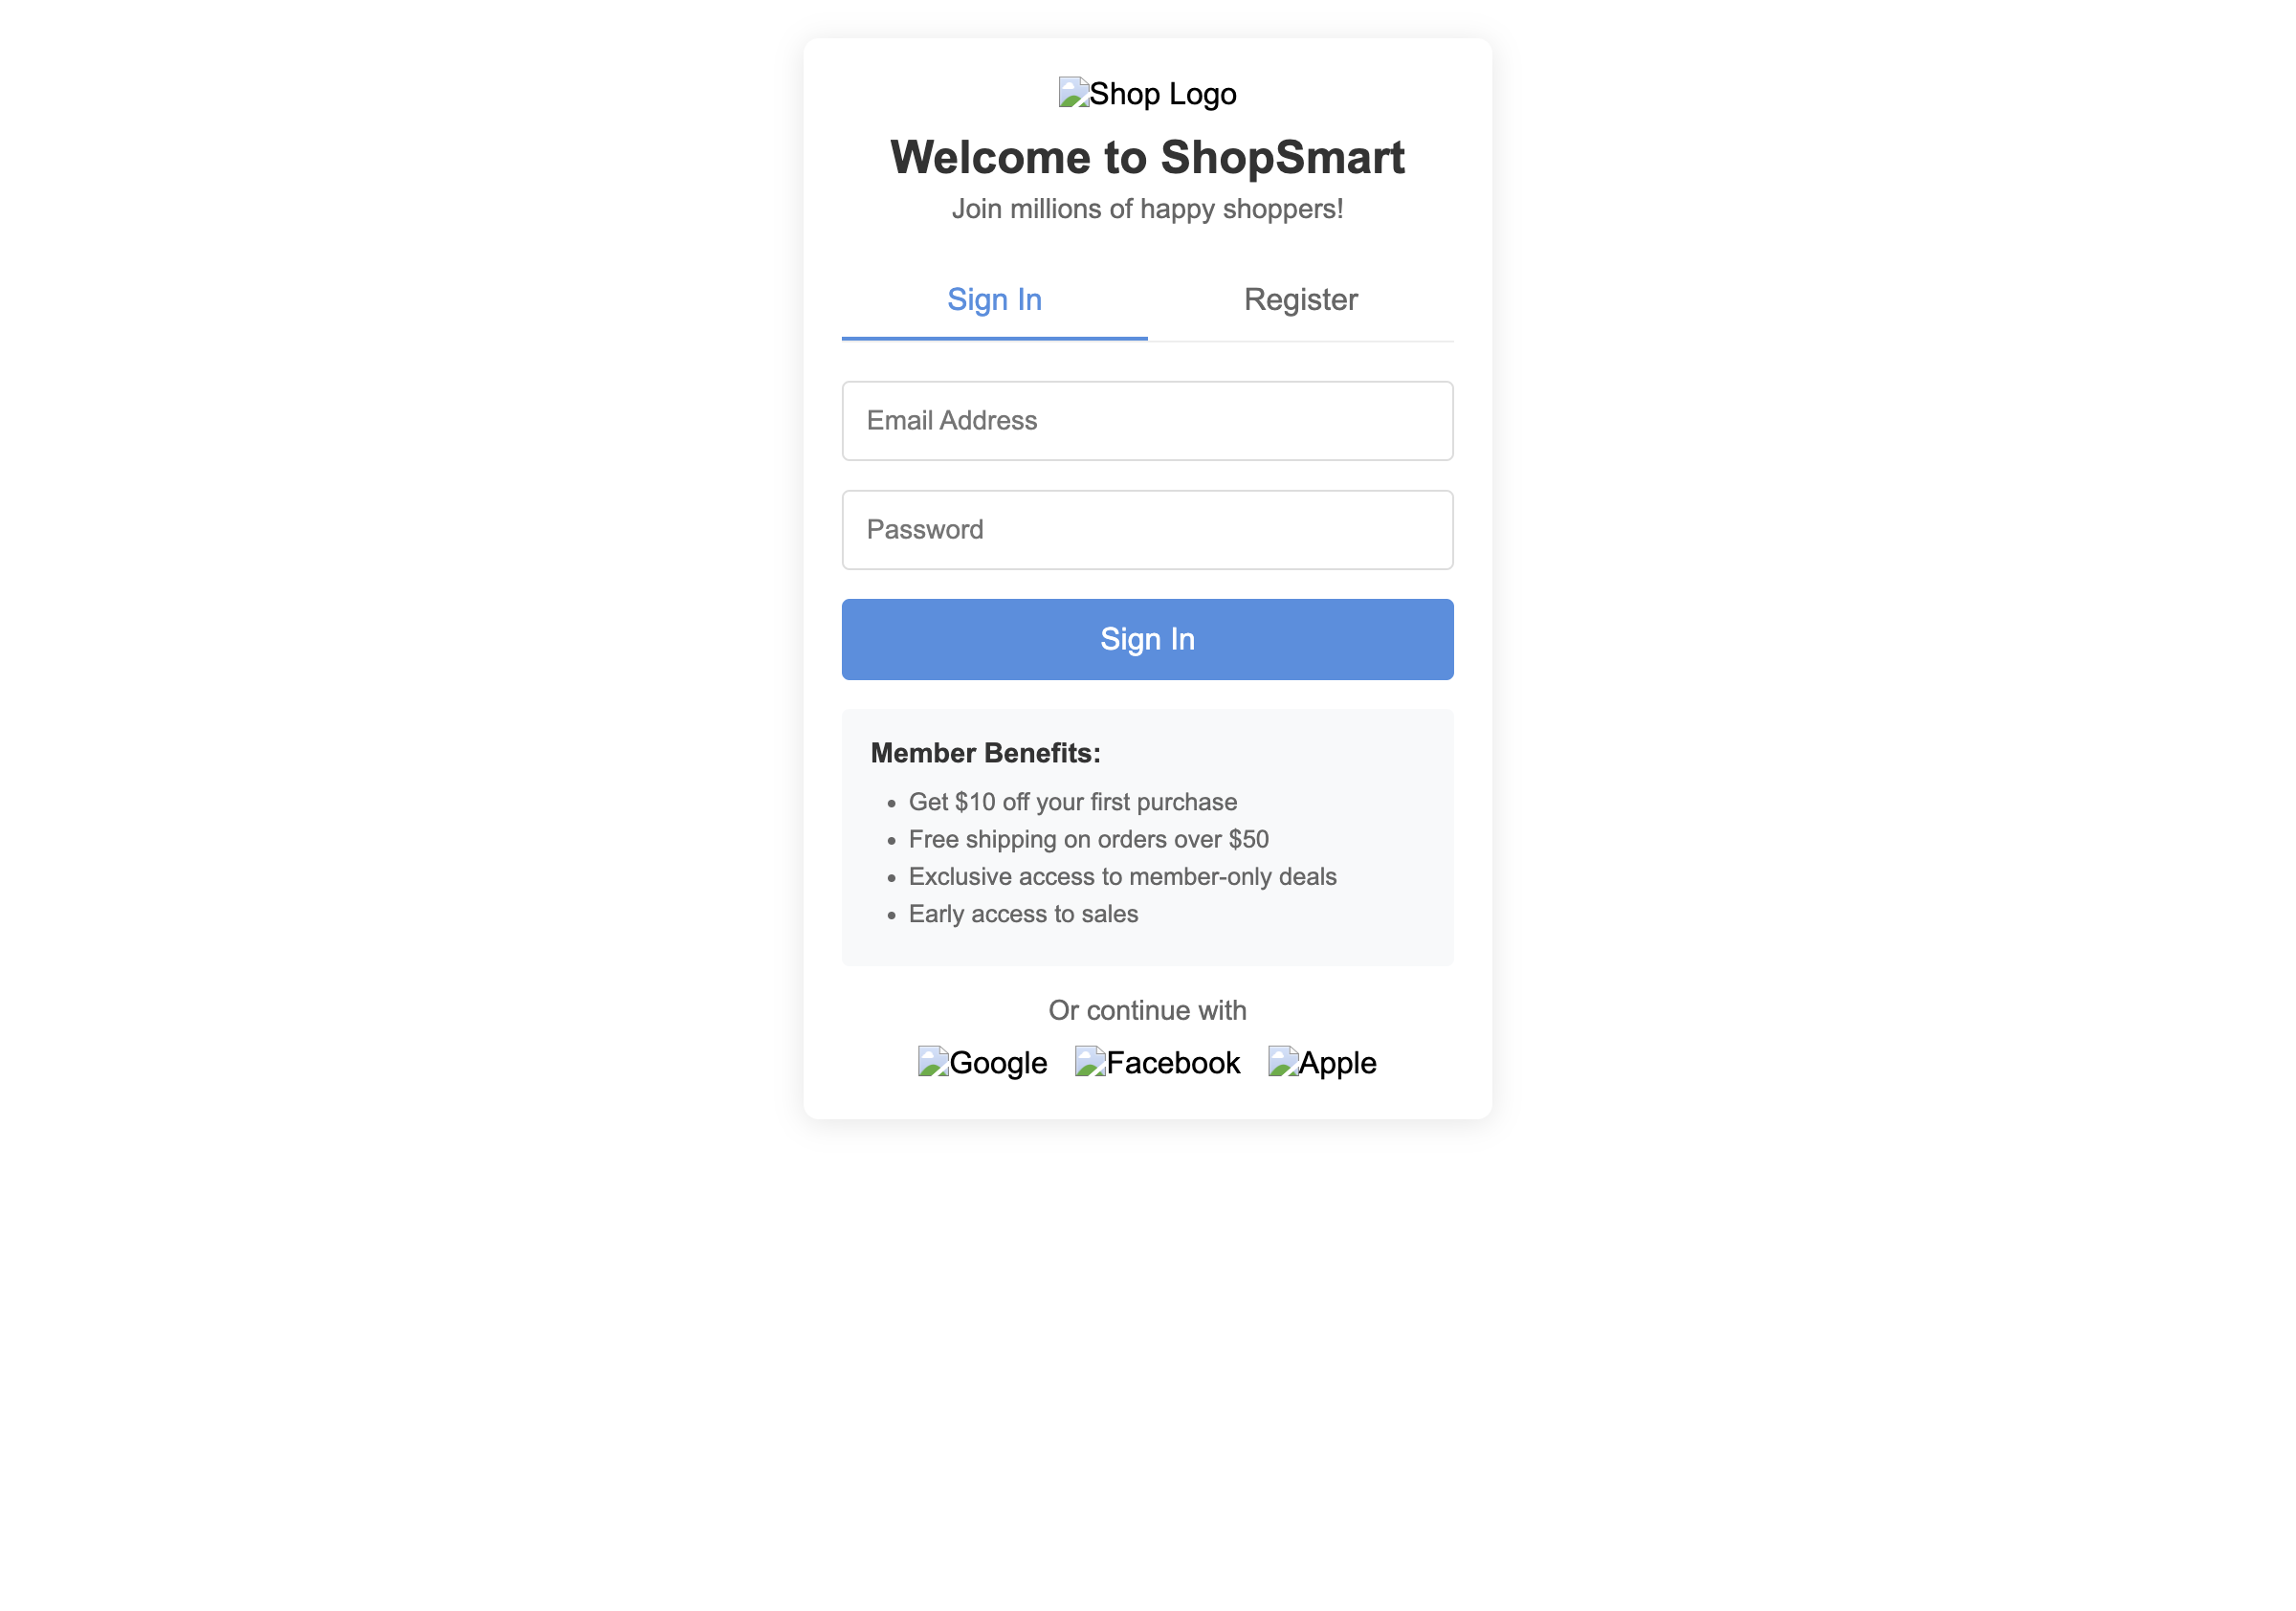 Shop Logo
Welcome to ShopSmart
Join millions of happy shoppers!
Sign In Register
Email Address
Password
Sign In
Member Benefits:
• Get $10 off your first purchase
• Free shipping on orders over $50
• Exclusive access to member-only deals
• Early access to sales
Or continue with
Google Facebook Apple